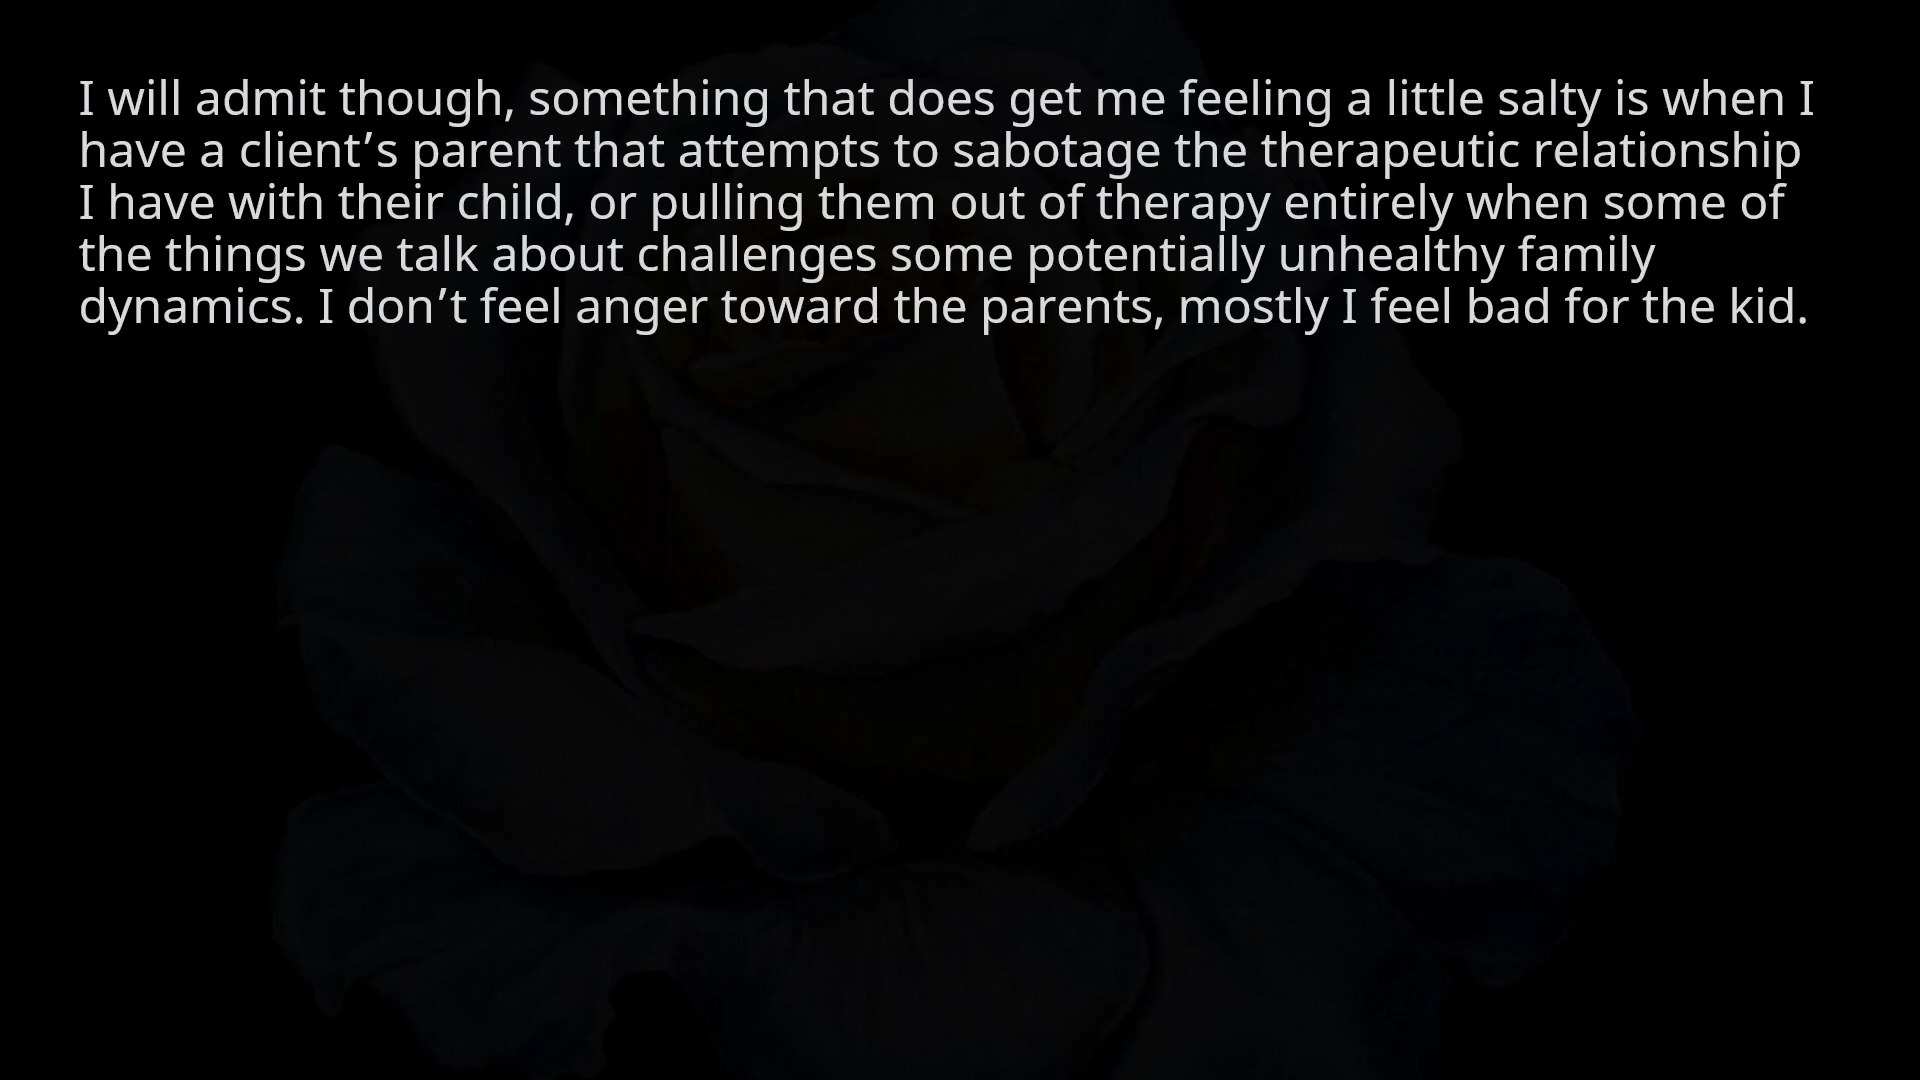 I will admit though, something that does get me feeling a little salty is when I
have a client’s parent that attempts to sabotage the therapeutic relationship
I have with their child, or pulling them out of therapy entirely when some of
the things we talk about challenges some potentially unhealthy family
dynamics. I don’t feel anger toward the parents, mostly I feel bad for the kid.